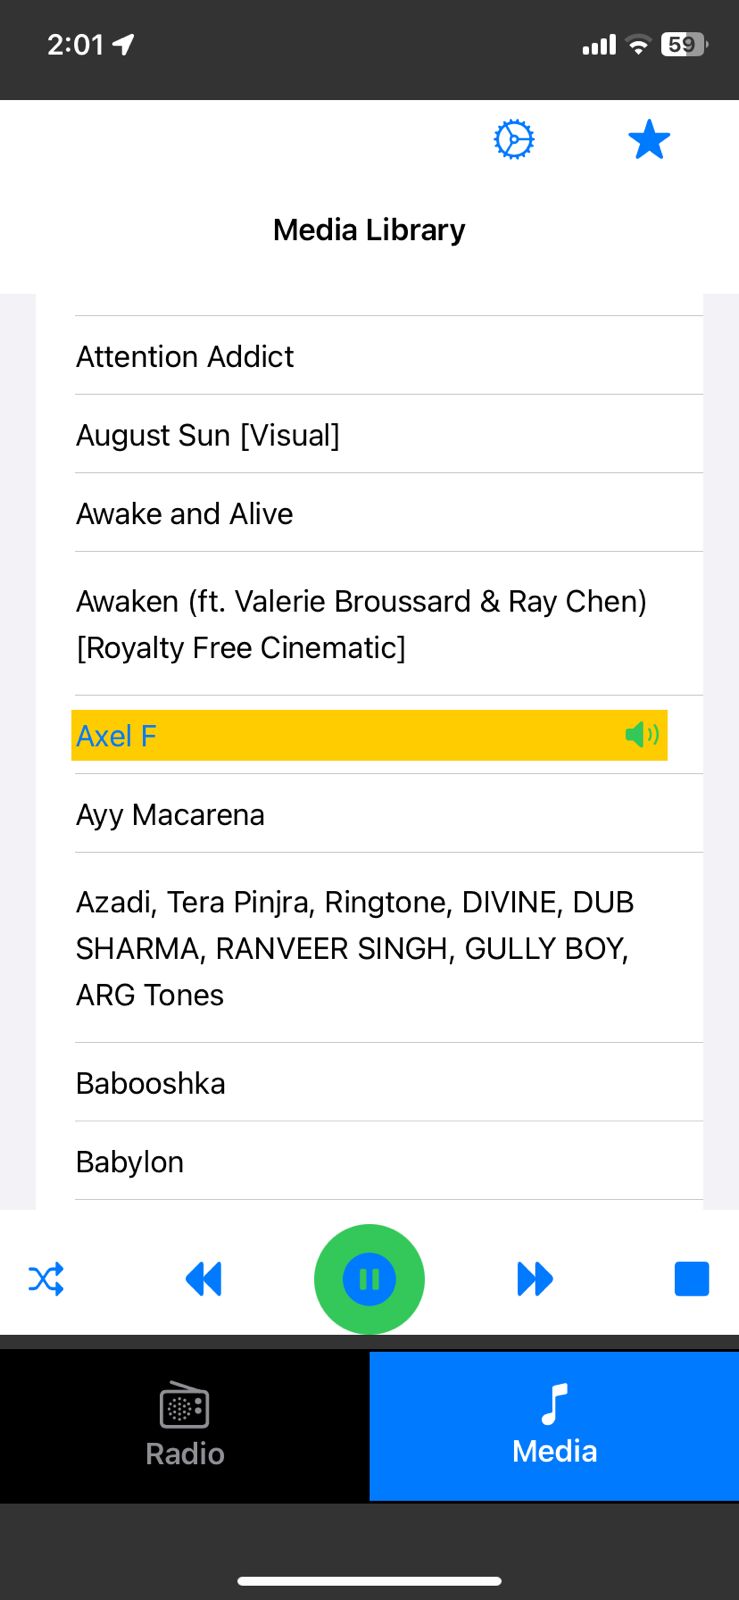 2:01
59
Media Library
Attention Addict
August Sun [Visual]
Awake and Alive
Awaken (ft. Valerie Broussard & Ray Chen)
[Royalty Free Cinematic]
Axel F
Ayy Macarena
Azadi, Tera Pinjra, Ringtone, DIVINE, DUB
SHARMA, RANVEER SINGH, GULLY BOY,
ARG Tones
Babooshka
Babylon
Radio
Media